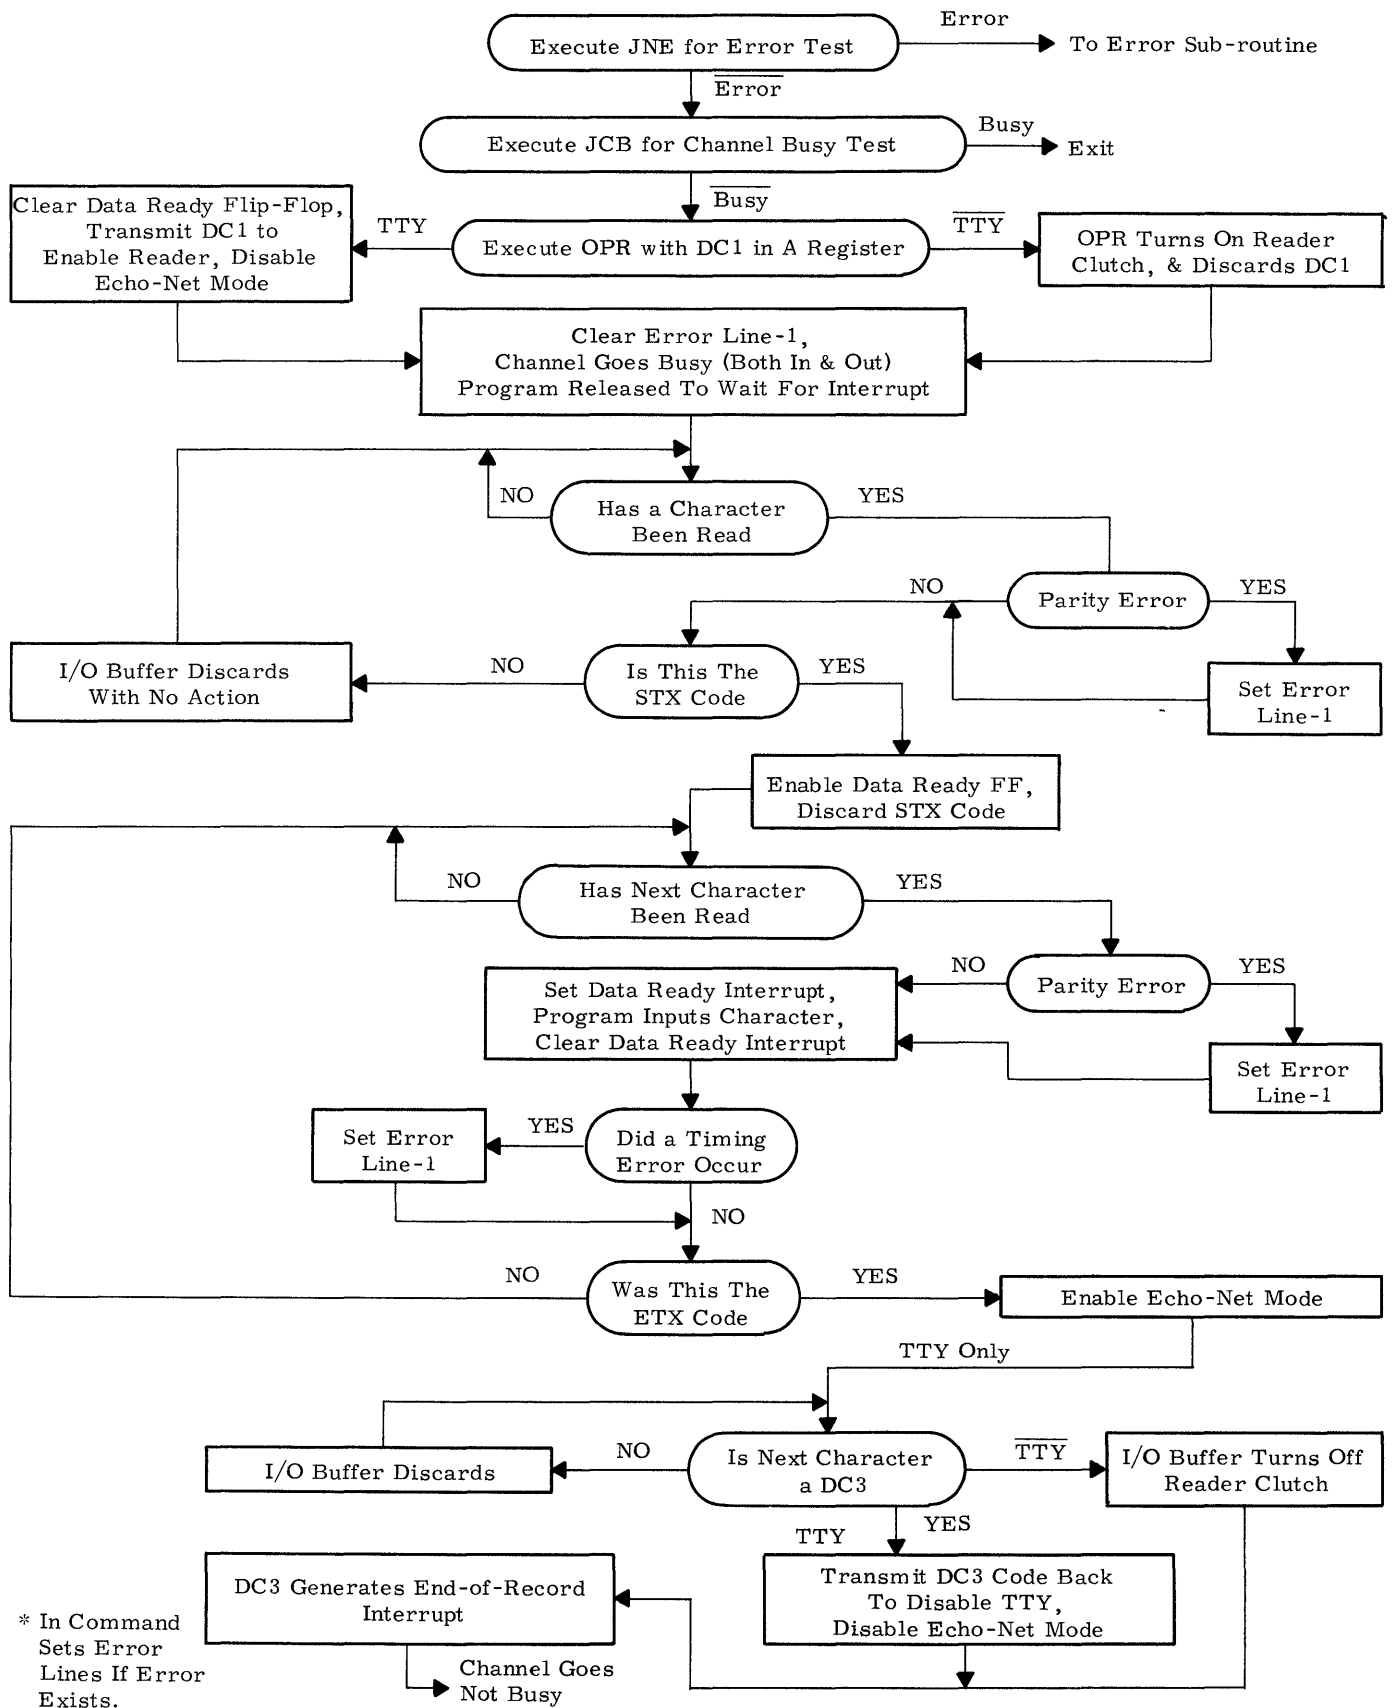 Error
Execute JNE for Error Test
To Error Sub-routine
Error
Execute JCB for Channel Busy Test
Busy
Exit
Busy
Clear Data Ready Flip-Flop,
Transmit DC1 to
Enable Reader, Disable
Echo-Net Mode
TTY
Execute OPR with DC1 in A Register
TTY
OPR Turns On Reader
Clutch, & Discards DC1
Clear Error Line-1,
Channel Goes Busy (Both In & Out)
Program Released To Wait For Interrupt
NO
Has a Character
Been Read
YES
NO
Parity Error
YES
I/O Buffer Discards
With No Action
NO
Is This The
STX Code
YES
Set Error
Line-1
Enable Data Ready FF,
Discard STX Code
NO
Has Next Character
Been Read
YES
Set Data Ready Interrupt,
Program Inputs Character,
Clear Data Ready Interrupt
NO
Parity Error
YES
Set Error
Line-1
Set Error
Line-1
YES
Did a Timing
Error Occur
NO
NO
Was This The
ETX Code
YES
Enable Echo-Net Mode
TTY Only
I/O Buffer Discards
NO
Is Next Character
a DC3
TTY
I/O Buffer Turns Off
Reader Clutch
TTY
YES
DC3 Generates End-of-Record
Interrupt
Transmit DC3 Code Back
To Disable TTY,
Disable Echo-Net Mode
* In Command
Sets Error
Lines If Error
Exists.
Channel Goes
Not Busy